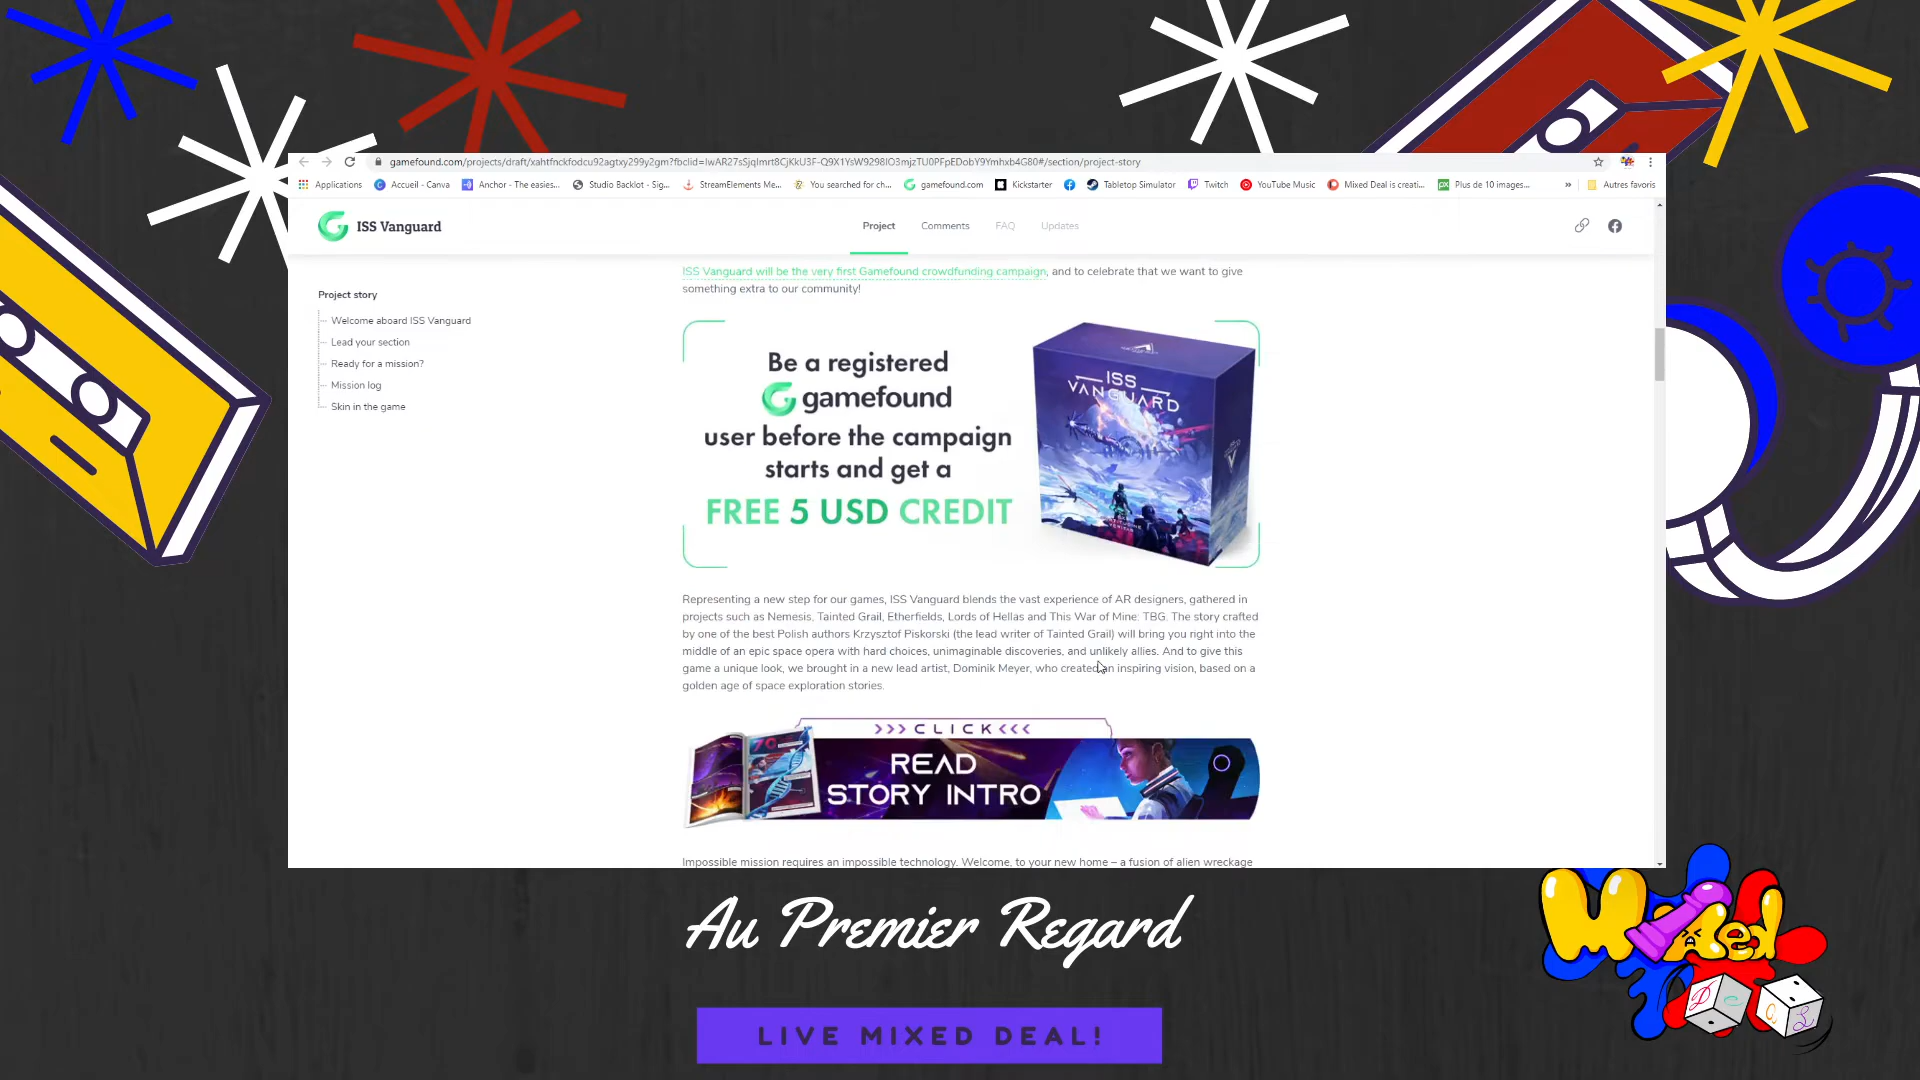 gamefound.com/projects/draft/xahtfnckfodcu92agtxy299y2gm?fbclid=IwAR27sSjqImrt8CjKkU3F-Q9X1YsW9298IO3mjzTU0PFpEDobY9Ymhxb4G80#/section/project-story
Applications Accueil - Canva Anchor - The easies... Studio Backlot - Sig... StreamElements Me... You searched for ch... gamefound.com Kickstarter Tabletop Simulator Twitch YouTube Music Mixed Deal is creati... Plus de 10 images... » Autres favoris
ISS Vanguard
Project Comments FAQ Updates
Project story
Welcome aboard ISS Vanguard
Lead your section
Ready for a mission?
Mission log
Skin in the game
ISS Vanguard will be the very first Gamefound crowdfunding campaign, and to celebrate that we want to give
something extra to our community!
Be a registered
gamefound
user before the campaign
starts and get a
FREE 5 USD CREDIT
ISS
VANGUARD
Representing a new step for our games, ISS Vanguard blends the vast experience of AR designers, gathered in
projects such as Nemesis, Tainted Grail, Etherfields, Lords of Hellas and This War of Mine: TBG. The story crafted
by one of the best Polish authors Krzysztof Piskorski (the lead writer of Tainted Grail) will bring you right into the
middle of an epic space opera with hard choices, unimaginable discoveries, and unlikely allies. And to give this
game a unique look, we brought in a new lead artist, Dominik Meyer, who created an inspiring vision, based on a
golden age of space exploration stories.
>>> CLICK <<<
READ
STORY INTRO
Impossible mission requires an impossible technology. Welcome, to your new home – a fusion of alien wreckage
Au Premier Regard
LIVE MIXED DEAL!
Mixed